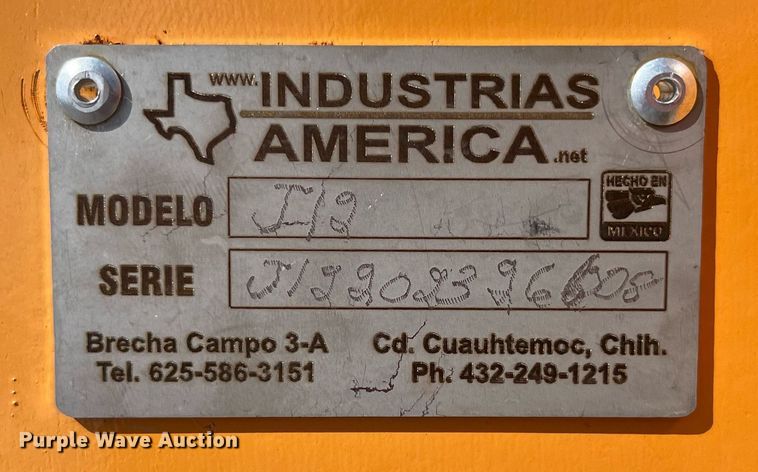 www. INDUSTRIAS
AMERICA .net
MODELO
HECHO EN
MEXICO
SERIE
Brecha Campo 3-A Cd. Cuauhtemoc, Chih.
Tel. 625-586-3151 Ph. 432-249-1215
Purple Wave Auction